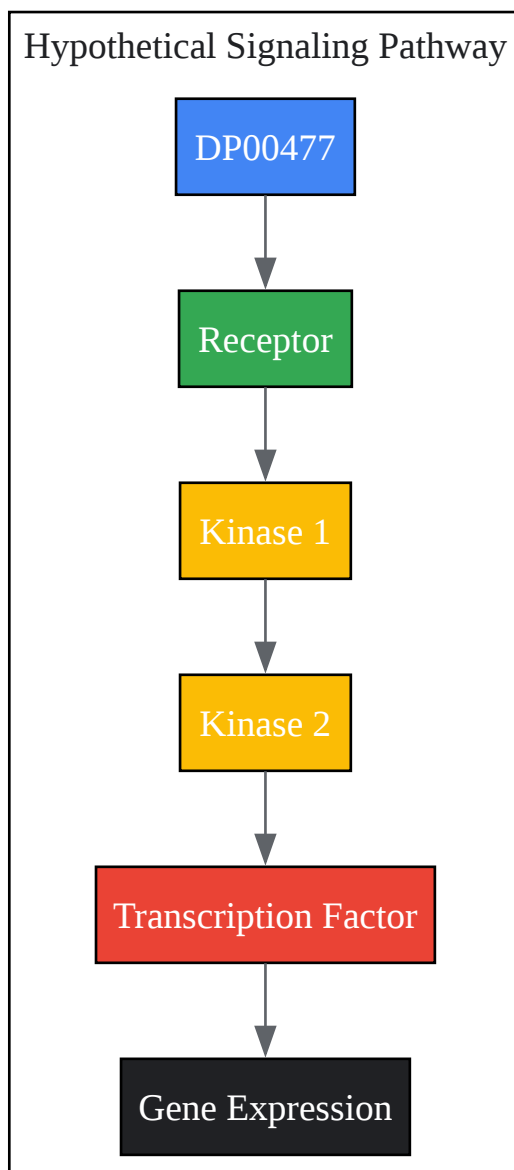 Hypothetical Signaling Pathway
DP00477
Receptor
Kinase 1
Kinase 2
Transcription Factor
Gene Expression